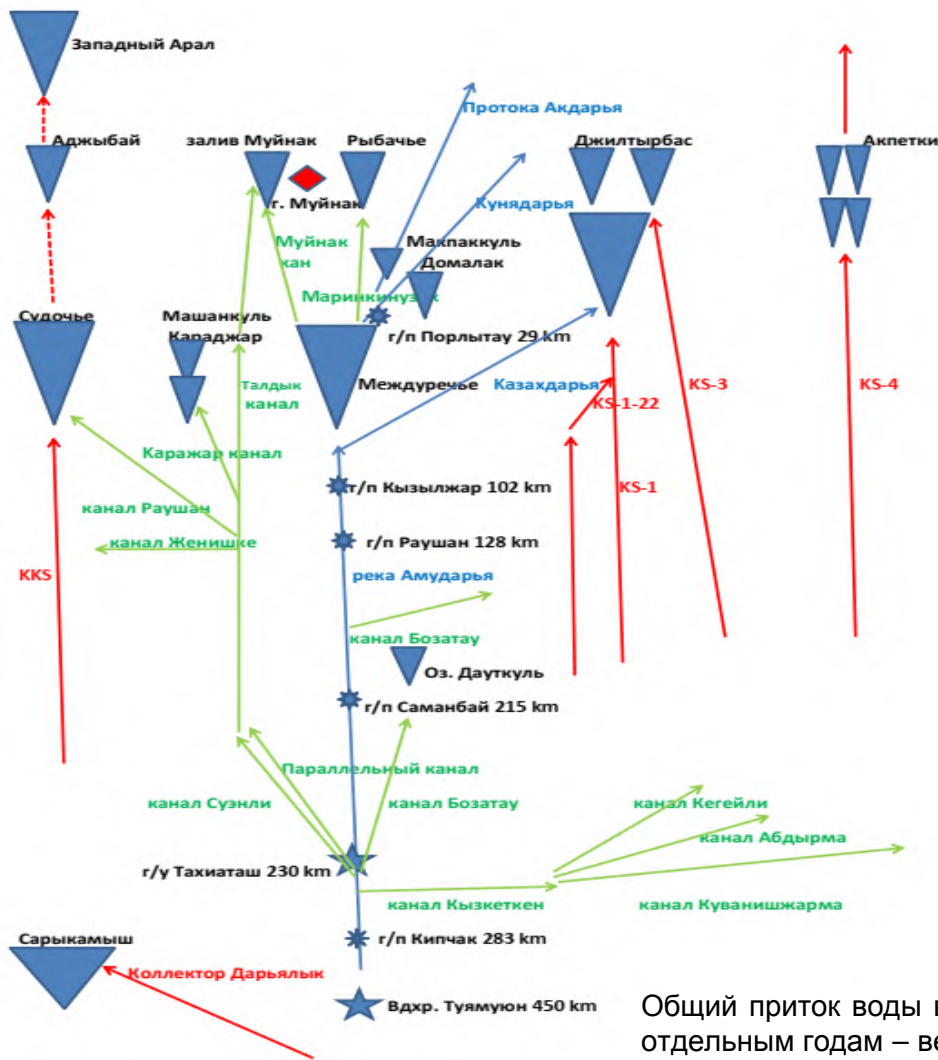 Западный Арал
Аджыбай
залив Муйнак
Рыбачье
Протока Акдарья
Джилтырбас
Акпетки
г. Муйнак
Кунядарья
Муйнак
кан
Макпаккуль
Домалак
Маринкинузяк
Судочье
Машанкуль
Караджар
г/п Порлытау 29 km
Талдык
канал
Междуречье
Казахдарья
KS-1-22
KS-3
KS-4
Каражар канал
г/п Кызылжар 102 km
KS-1
канал Раушан
г/п Раушан 128 km
канал Женишке
KKS
река Амударья
канал Бозатау
Оз. Дауткуль
г/п Саманбай 215 km
Параллельный канал
канал Суэнли
канал Бозатау
канал Кегейли
канал Абдырма
г/у Тахиаташ 230 km
канал Кызкеткен
канал Куванишжарма
г/п Кипчак 283 km
Сарыкамыш
Коллектор Дарьялык
Вдхр. Туямуюн 450 km
Общий приток воды
отдельным годам –